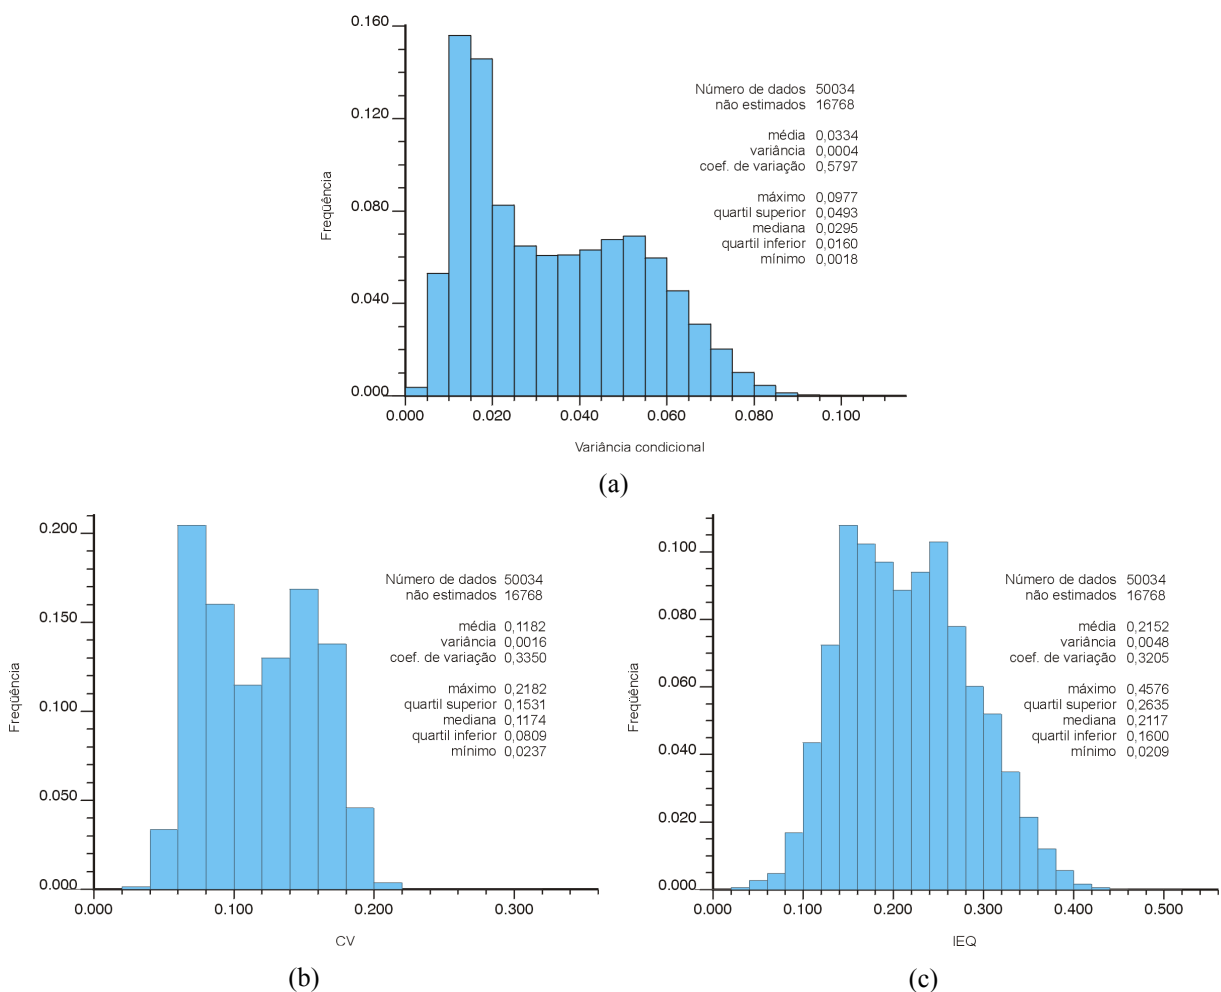 0.160
Número de dados 50034
não estimados 16768
0.120
média 0,0334
variância 0,0004
coef. de variação 0,5797
máximo 0,0977
quartil superior 0,0493
mediana 0,0295
quartil inferior 0,0160
mínimo 0,0018
Freqüência
0.080
0.040
0.000
0.000 0.020 0.040 0.060 0.080 0.100
Variância condicional
(a)
0.200
Número de dados 50034
não estimados 16768
0.150
média 0,1182
variância 0,0016
coef. de variação 0,3350
máximo 0,2182
quartil superior 0,1531
mediana 0,1174
quartil inferior 0,0809
mínimo 0,0237
Freqüência
0.100
0.050
0.000
0.000 0.100 0.200 0.300
CV
(b)
0.100
Número de dados 50034
não estimados 16768
0.080
média 0,2152
variância 0,0048
coef. de variação 0,3205
máximo 0,4576
quartil superior 0,2635
mediana 0,2117
quartil inferior 0,1600
mínimo 0,0209
Freqüência
0.060
0.040
0.020
0.000
0.000 0.100 0.200 0.300 0.400 0.500
IEQ
(c)